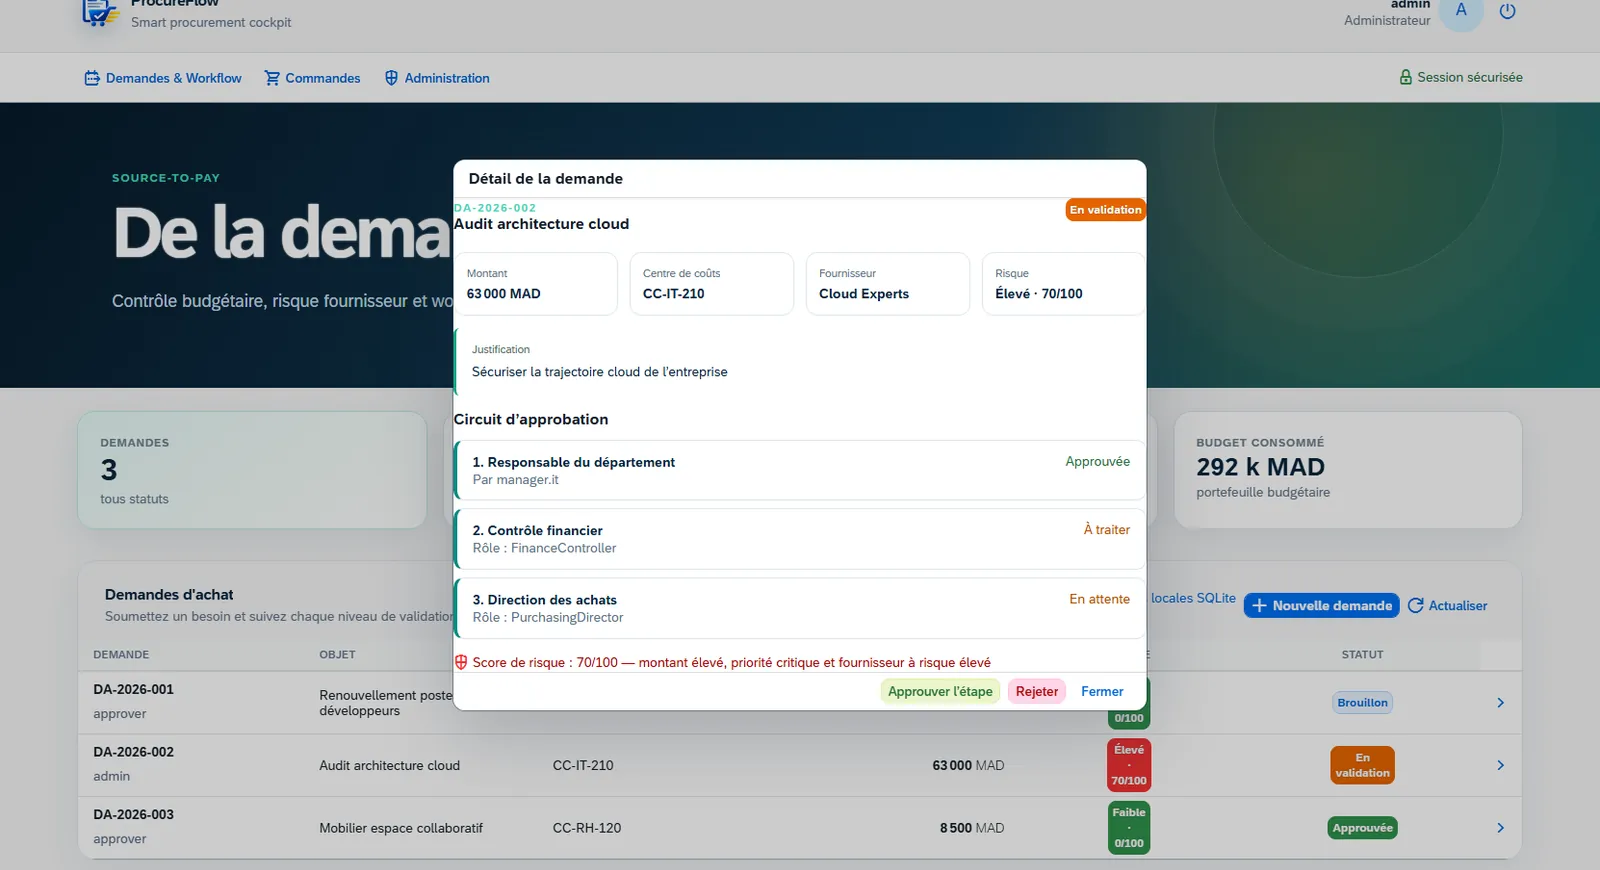 ProcureFlow
Smart procurement cockpit
admin
Administrateur
A
Demandes & Workflow
Commandes
Administration
Session sécurisée
SOURCE-TO-PAY
De la dema
Contrôle budgétaire, risque fournisseur et wo
Détail de la demande
DA-2026-002
En validation
Audit architecture cloud
Montant
63 000 MAD
Centre de coûts
CC-IT-210
Fournisseur
Cloud Experts
Risque
Élevé · 70/100
Justification
Sécuriser la trajectoire cloud de l'entreprise
Circuit d'approbation
1. Responsable du département
Par manager.it
Approuvée
2. Contrôle financier
Rôle : FinanceController
À traiter
3. Direction des achats
Rôle : PurchasingDirector
En attente
Score de risque : 70/100 — montant élevé, priorité critique et fournisseur à risque élevé
Approuver l'étape
Rejeter
Fermer
DEMANDES
3
tous statuts
BUDGET CONSOMMÉ
292 k MAD
portefeuille budgétaire
Demandes d'achat
Soumettez un besoin et suivez chaque niveau de validation
locales SQLite
Nouvelle demande
Actualiser
DEMANDE
OBJET
STATUT
DA-2026-001
approver
Renouvellement poste
développeurs
0/100
Brouillon
DA-2026-002
admin
Audit architecture cloud
CC-IT-210
63 000 MAD
Élevé
·
70/100
En
validation
DA-2026-003
approver
Mobilier espace collaboratif
CC-RH-120
8 500 MAD
Faible
·
0/100
Approuvée